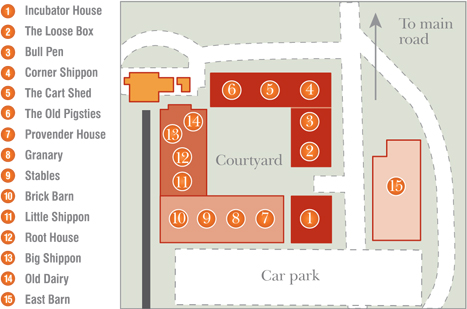 1 Incubator House
2 The Loose Box
3 Bull Pen
4 Corner Shippon
5 The Cart Shed
6 The Old Pigsties
7 Provender House
8 Granary
9 Stables
10 Brick Barn
11 Little Shippon
12 Root House
13 Big Shippon
14 Old Dairy
15 East Barn
To main
road
6 5 4
14
13
3
12
Courtyard
2
11
15
10 9 8 7 1
Car park